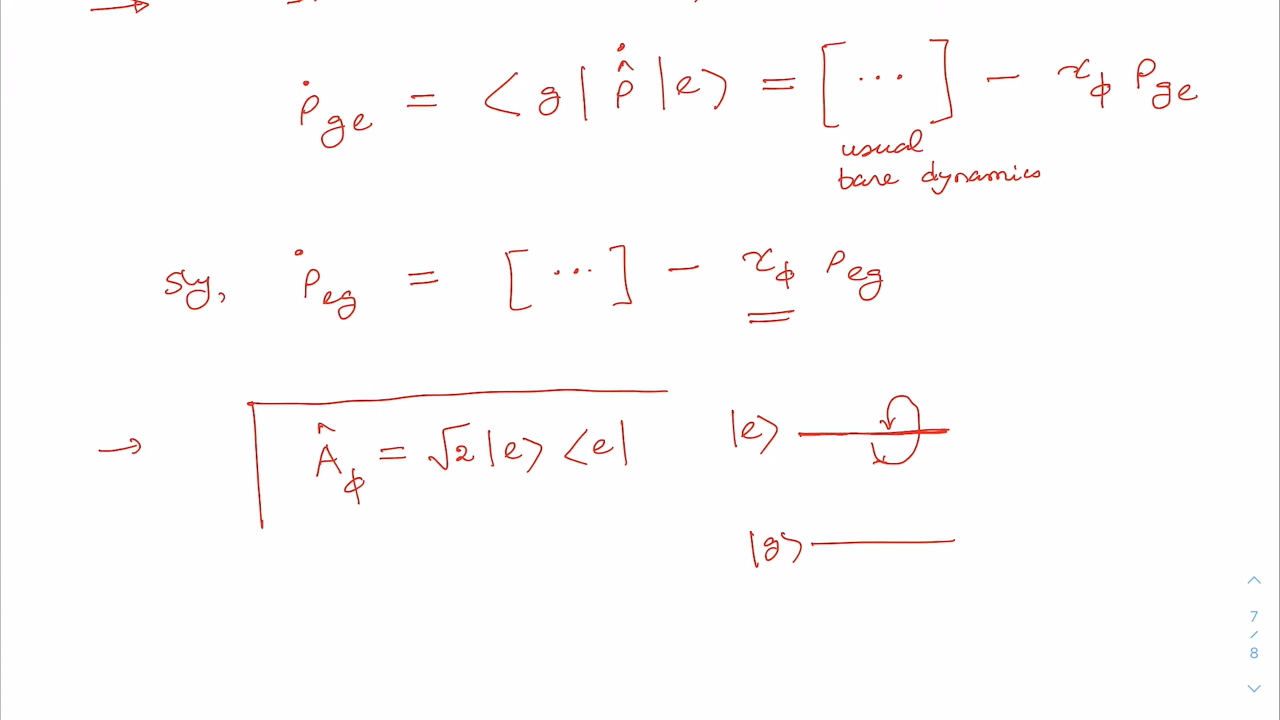 →
ρ̇_ge = <g| ρ̂̇ |e> = [ ... ] - γ_ϕ ρ_ge
usual
bare dynamics
sly, ρ̇_eg = [ ... ] - γ_ϕ ρ_eg
→ Â_ϕ = √2 |e> <e|
|e>
|g>
7
/
8